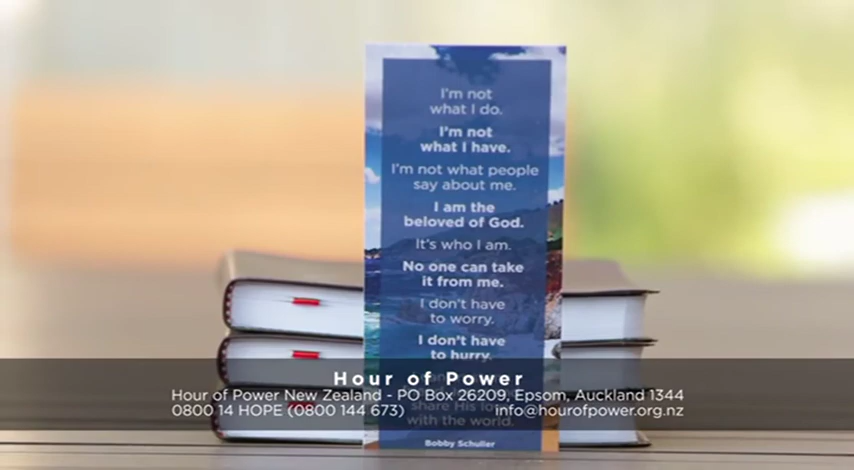 I'm not
what I do.
I'm not
what I have.
I'm not what people
say about me.
I am the
beloved of God.
It's who I am.
No one can take
it from me.
I don't have
to worry.
I don't have
to hurry.
share His
with the world.
Bobby Schuller
Hour of Power
Hour of Power New Zealand - PO Box 26209, Epsom, Auckland 1344
0800 14 HOPE (0800 144 673)
info@hourofpower.org.nz